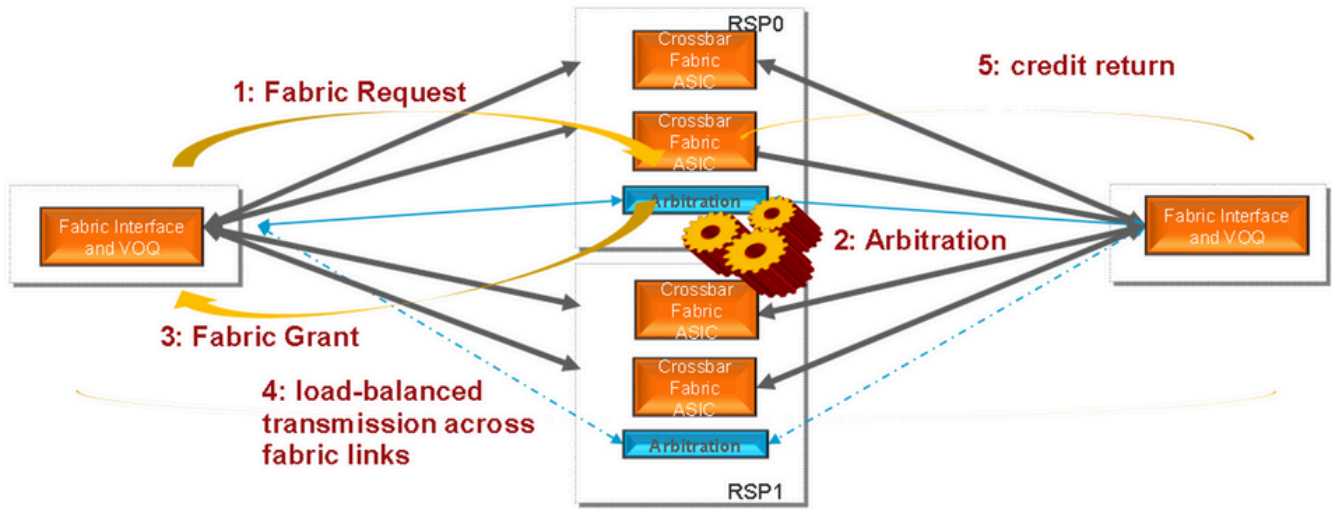 RSP0
Crossbar
Fabric
ASIC
5: credit return
1: Fabric Request
Crossbar
Fabric
ASIC
Arbitration
Fabric Interface
and VOQ
Fabric Interface
and VOQ
2: Arbitration
Crossbar
Fabric
ASIC
3: Fabric Grant
Crossbar
Fabric
ASIC
4: load-balanced
transmission across
fabric links
Arbitration
RSP1